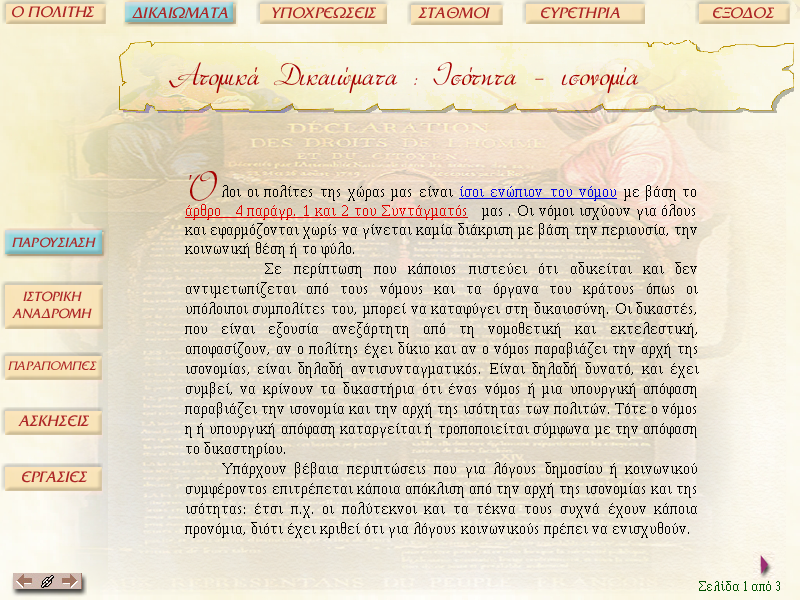 Ο ΠΟΛΙΤΗΣ ΔΙΚΑΙΩΜΑΤΑ ΥΠΟΧΡΕΩΣΕΙΣ ΣΤΑΘΜΟΙ ΕΥΡΕΤΗΡΙΑ ΕΞΟΔΟΣ
Ατομικά Δικαιώματα : Ισότητα - ισονομία
DÉCLARATION
DES DROITS DE L'HOMME
ET DU CITOYEN
Όλοι οι πολίτες της χώρας μας είναι ίσοι ενώπιον του νόμου με βάση το
άρθρο 4 παράγρ. 1 και 2 του Συντάγματός μας . Οι νόμοι ισχύουν για όλους
και εφαρμόζονται χωρίς να γίνεται καμία διάκριση με βάση την περιουσία, την
κοινωνική θέση ή το φύλο.
Σε περίπτωση που κάποιος πιστεύει ότι αδικείται και δεν
αντιμετωπίζεται από τους νόμους και τα όργανα του κράτους όπως οι
υπόλοιποι συμπολίτες του, μπορεί να καταφύγει στη δικαιοσύνη. Οι δικαστές,
που είναι εξουσία ανεξάρτητη από τη νομοθετική και εκτελεστική,
αποφασίζουν, αν ο πολίτης έχει δίκιο και αν ο νόμος παραβιάζει την αρχή της
ισονομίας, είναι δηλαδή αντισυνταγματικός. Είναι δηλαδή δυνατό, και έχει
συμβεί, να κρίνουν τα δικαστήρια ότι ένας νόμος ή μια υπουργική απόφαση
παραβιάζει την ισονομία και την αρχή της ισότητας των πολιτών. Τότε ο νόμος
η ή υπουργική απόφαση καταργείται ή τροποποιείται σύμφωνα με την απόφαση
το δικαστηρίου.
Υπάρχουν βέβαια περιπτώσεις που για λόγους δημοσίου ή κοινωνικού
συμφέροντος επιτρέπεται κάποια απόκλιση από την αρχή της ισονομίας και της
ισότητας: έτσι π.χ. οι πολύτεκνοι και τα τέκνα τους συχνά έχουν κάποια
προνόμια, διότι έχει κριθεί ότι για λόγους κοινωνικούς πρέπει να ενισχυθούν.
ΠΑΡΟΥΣΙΑΣΗ
ΙΣΤΟΡΙΚΗ
ΑΝΑΔΡΟΜΗ
ΠΑΡΑΠΟΜΠΕΣ
ΑΣΚΗΣΕΙΣ
ΕΡΓΑΣΙΕΣ
Σελίδα 1 από 3